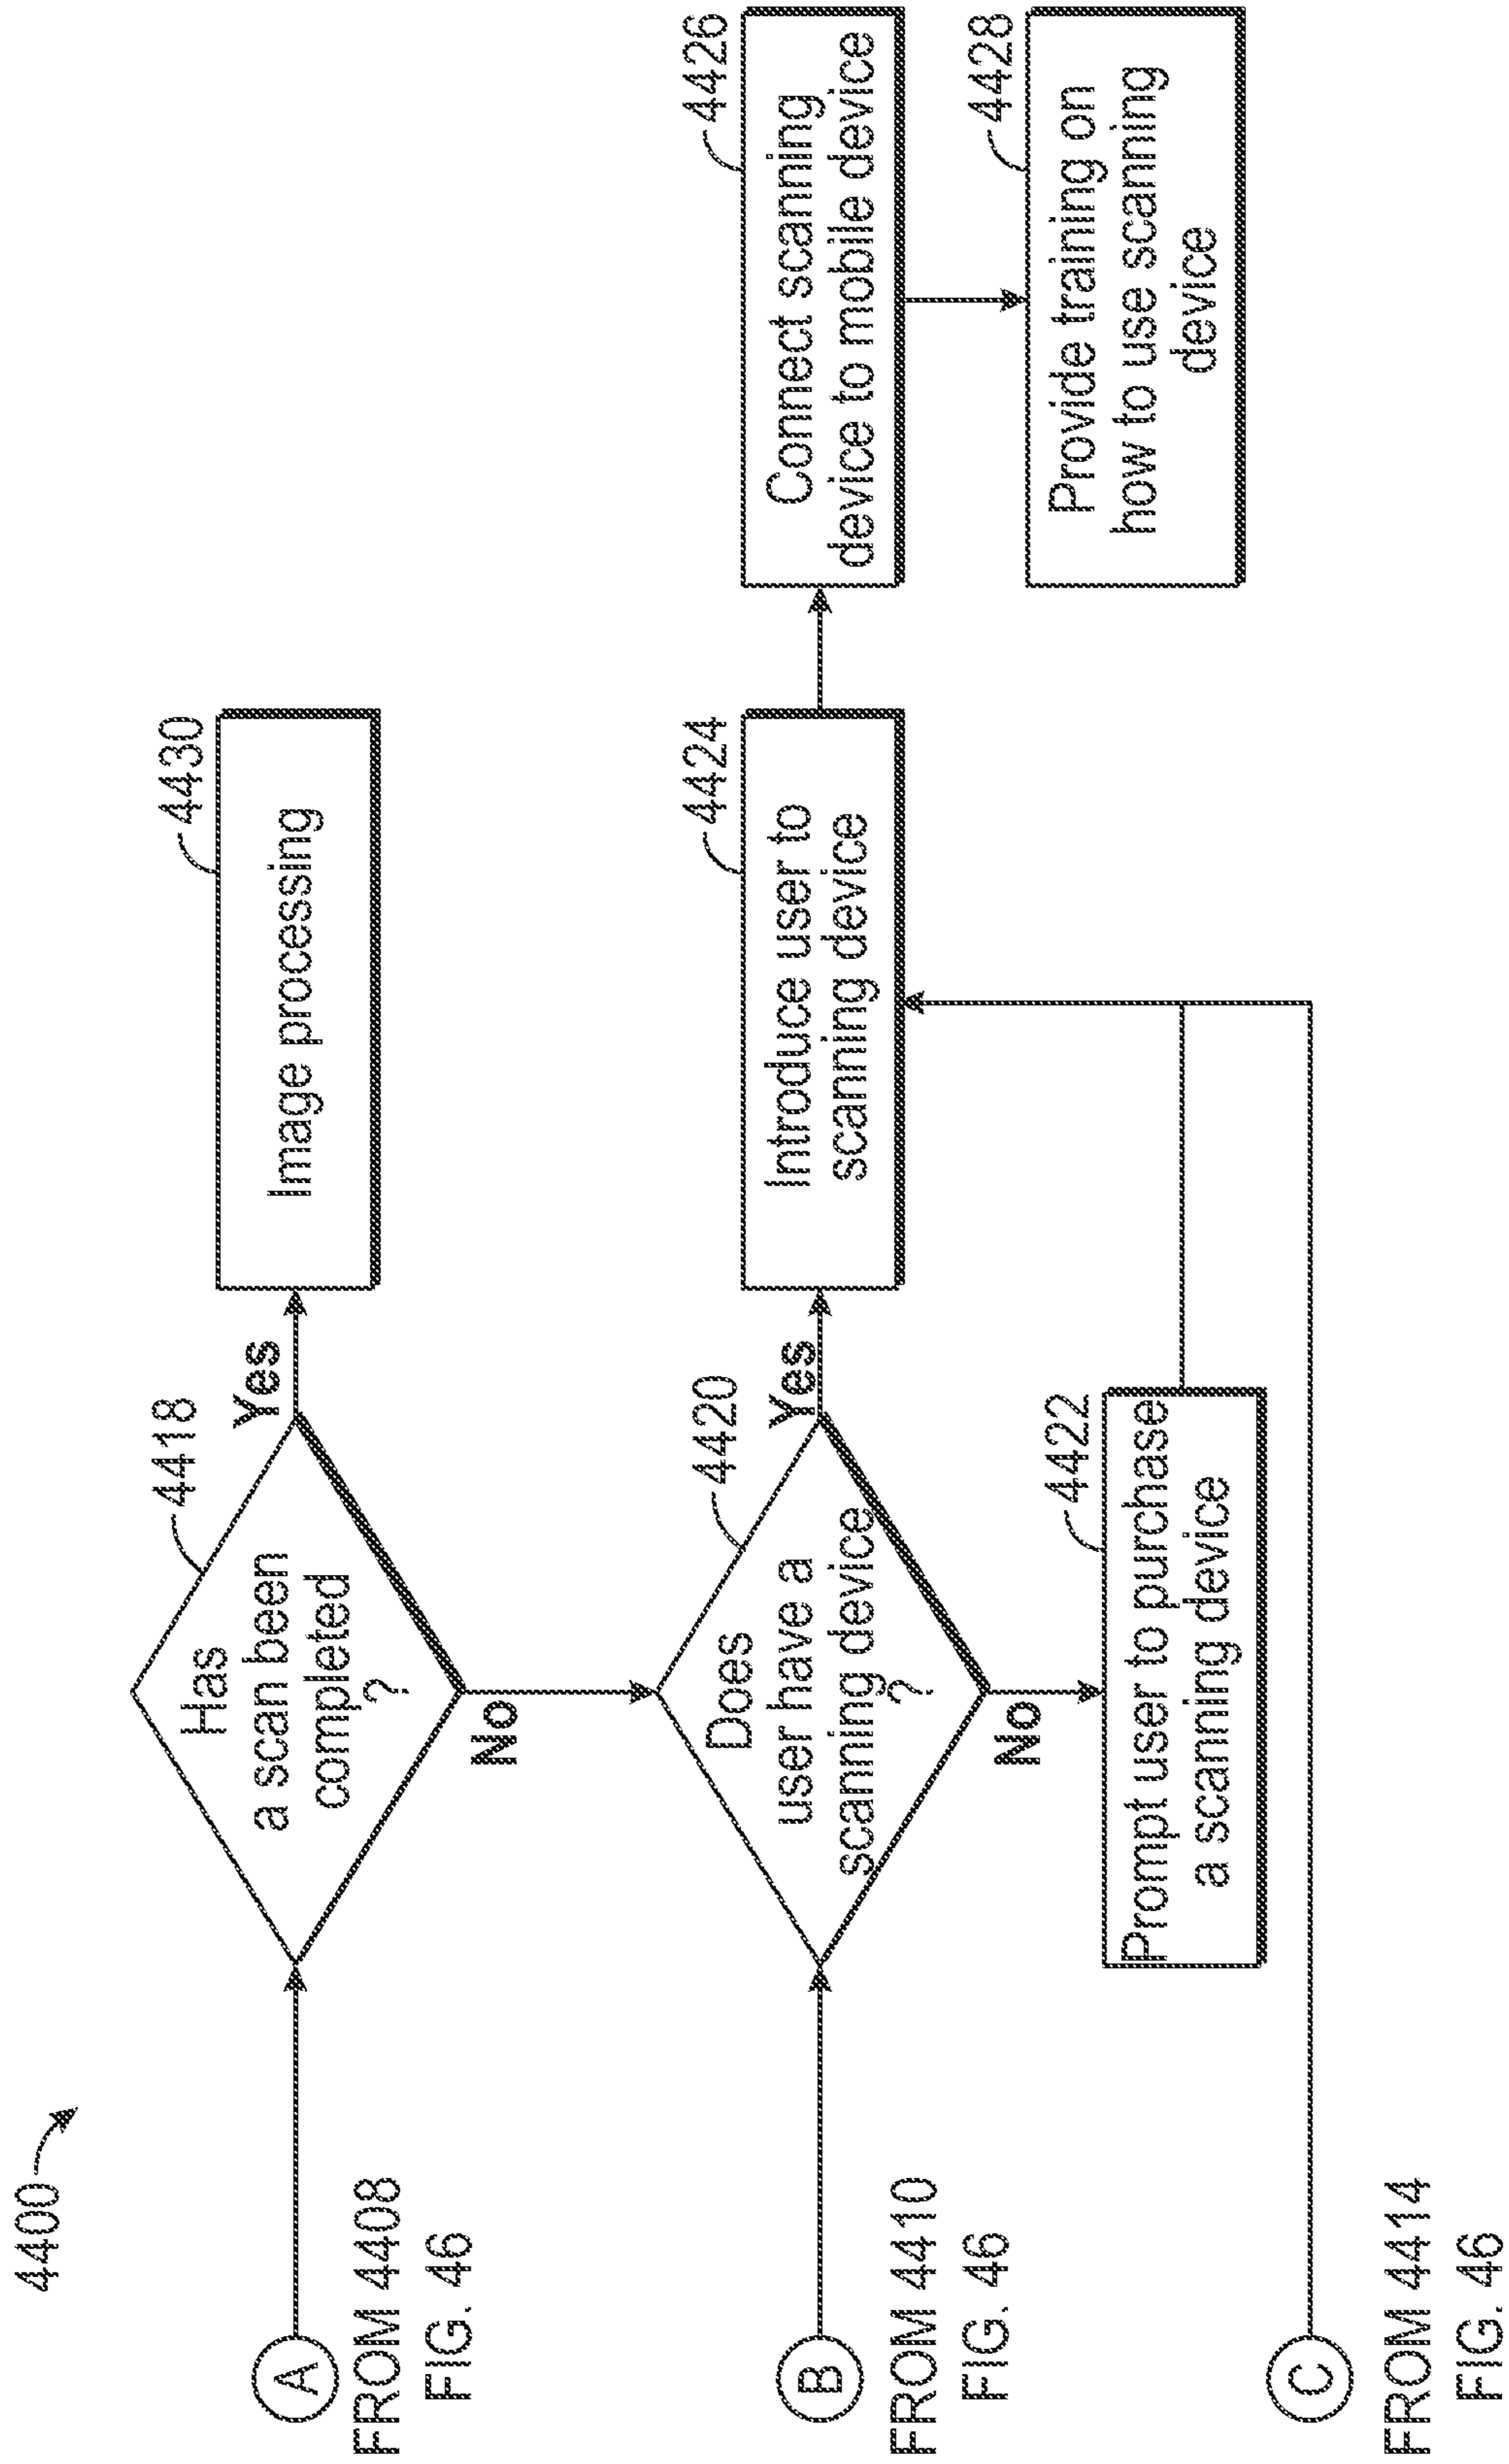 4400
A
FROM 4408
FIG. 46
4418
Has
a scan been
completed
?
Yes
No
4430
Image processing
B
FROM 4410
FIG. 46
4420
Does
user have a
scanning device
?
Yes
No
4424
Introduce user to
scanning device
4426
Connect scanning
device to mobile device
4428
Provide training on
how to use scanning
device
4422
Prompt user to purchase
a scanning device
C
FROM 4414
FIG. 46